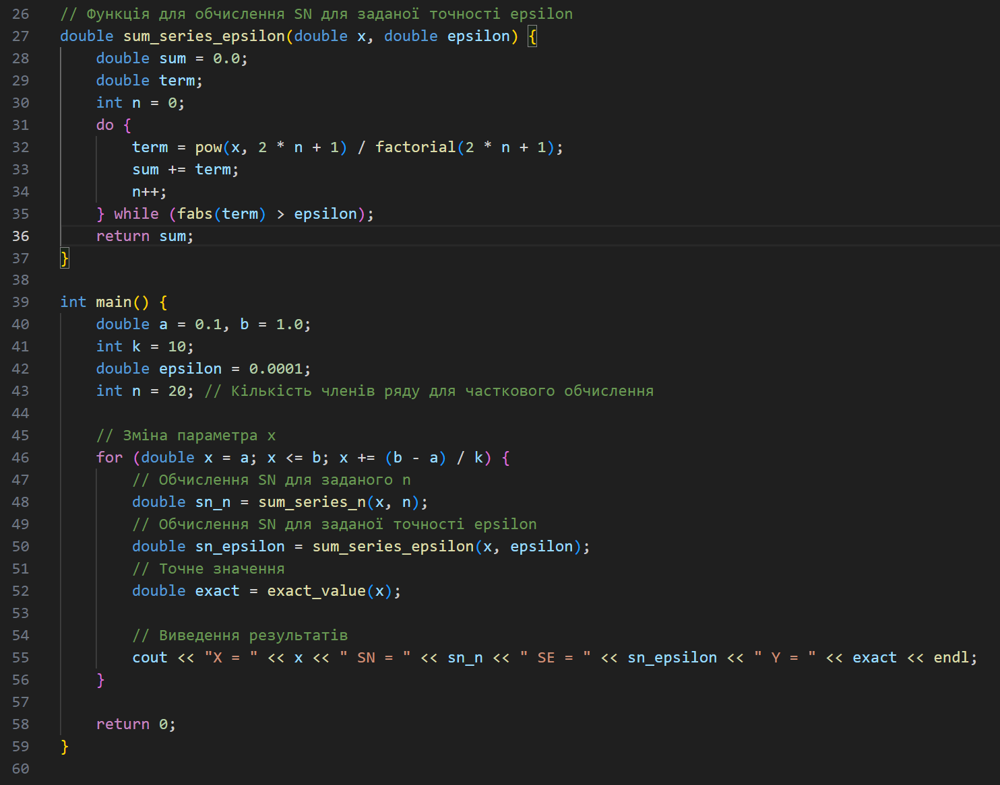 26 // Функція для обчислення SN для заданої точності epsilon
27 double sum_series_epsilon(double x, double epsilon) {
28     double sum = 0.0;
29     double term;
30     int n = 0;
31     do {
32         term = pow(x, 2 * n + 1) / factorial(2 * n + 1);
33         sum += term;
34         n++;
35     } while (fabs(term) > epsilon);
36     return sum;
37 }
38
39 int main() {
40     double a = 0.1, b = 1.0;
41     int k = 10;
42     double epsilon = 0.0001;
43     int n = 20; // Кількість членів ряду для часткового обчислення
44
45     // Зміна параметра x
46     for (double x = a; x <= b; x += (b - a) / k) {
47         // Обчислення SN для заданого n
48         double sn_n = sum_series_n(x, n);
49         // Обчислення SN для заданої точності epsilon
50         double sn_epsilon = sum_series_epsilon(x, epsilon);
51         // Точне значення
52         double exact = exact_value(x);
53
54         // Виведення результатів
55         cout << "X = " << x << " SN = " << sn_n << " SE = " << sn_epsilon << " Y = " << exact << endl;
56     }
57
58     return 0;
59 }
60